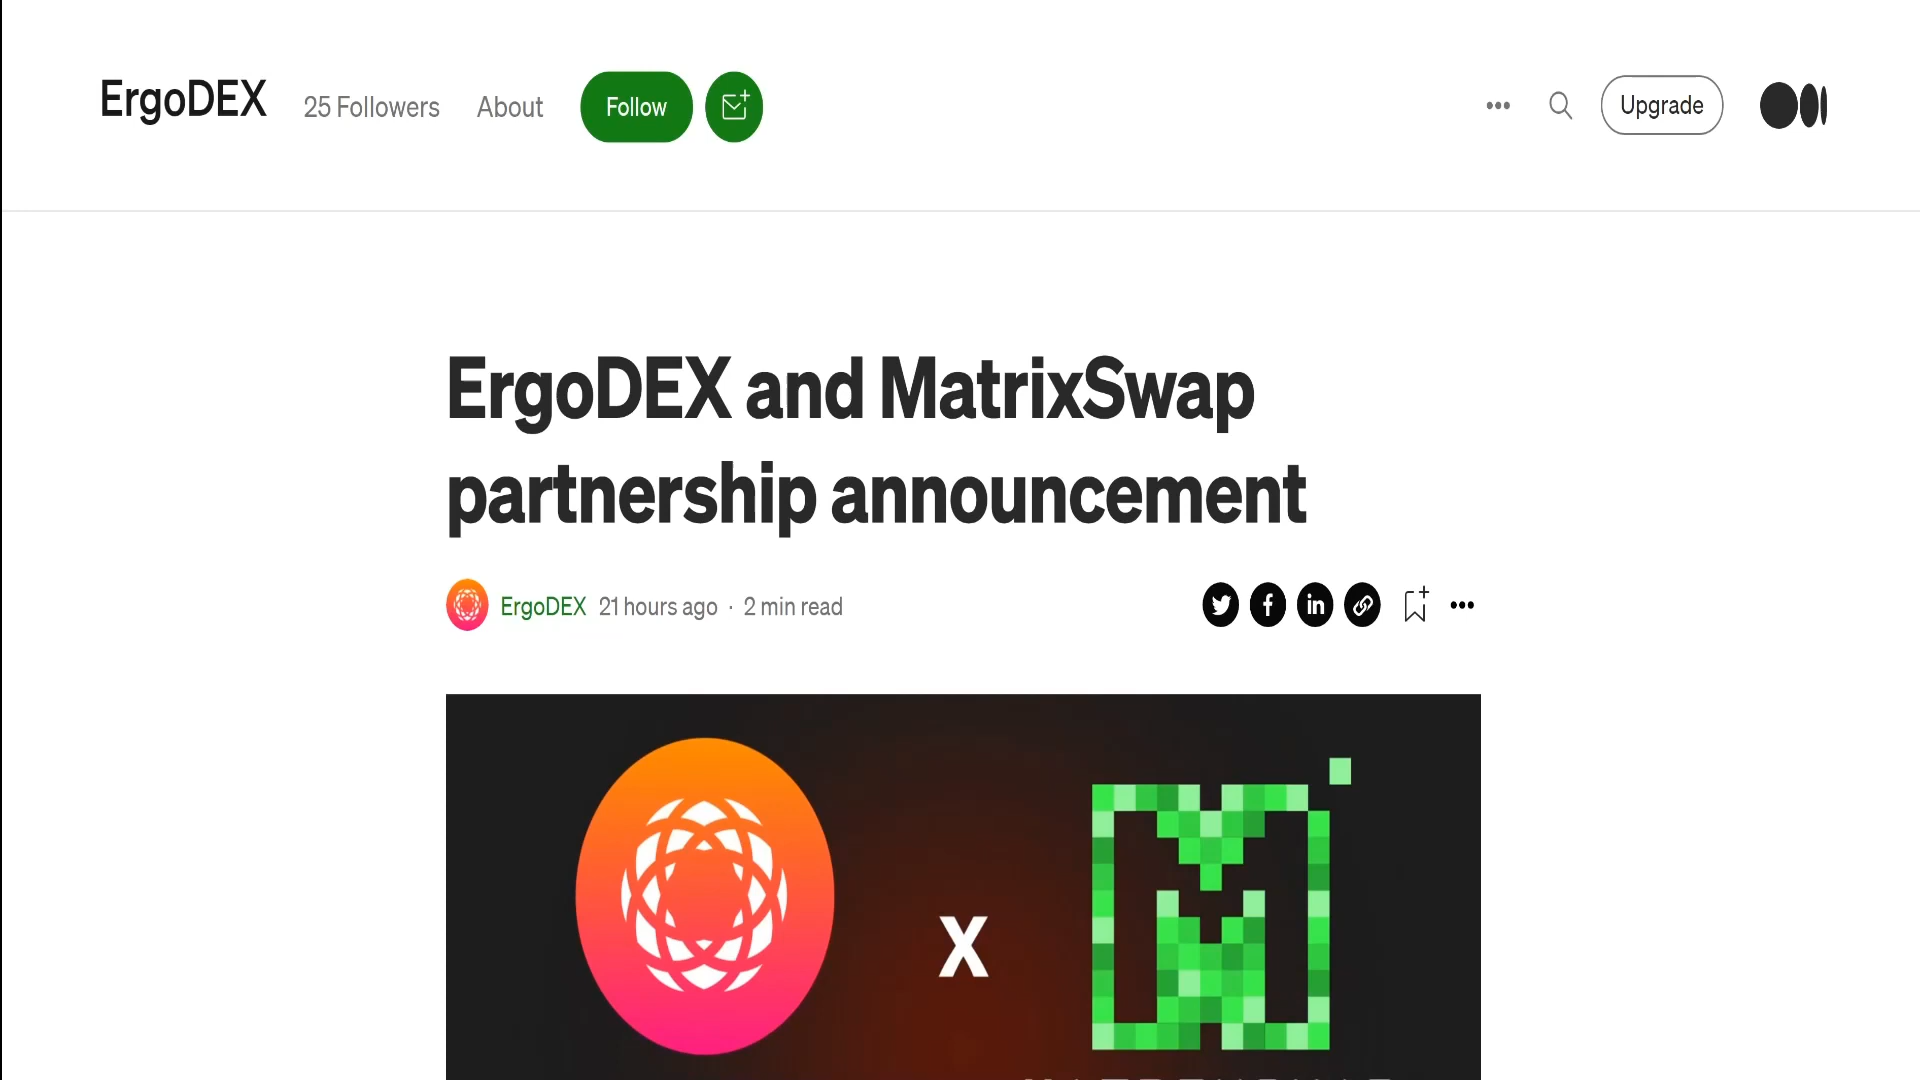 ErgoDEX 25 Followers About Follow Upgrade
ErgoDEX and MatrixSwap
partnership announcement
ErgoDEX 21 hours ago · 2 min read
X